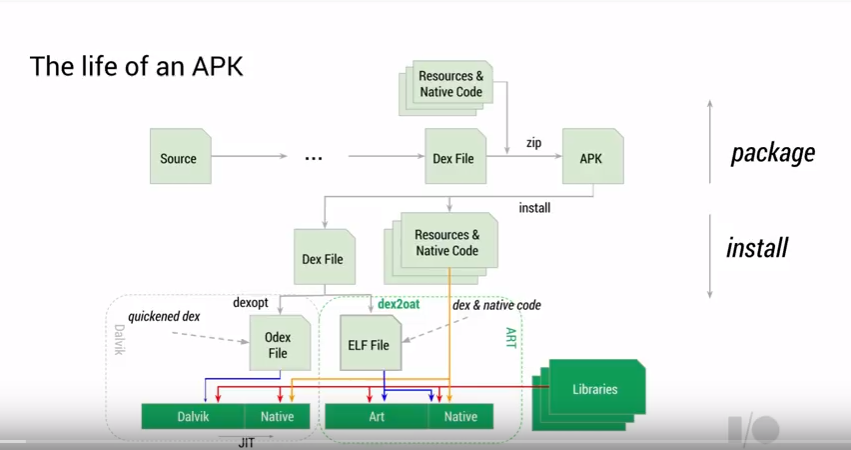 The life of an APK
Resources &
Native Code
Source
...
Dex File
zip
APK
package
install
Dex File
Resources &
Native Code
install
dexopt
dex2oat
dex & native code
quickened dex
Dalvik
Odex
File
ELF File
ART
Libraries
Dalvik
Native
Art
Native
JIT
I/O